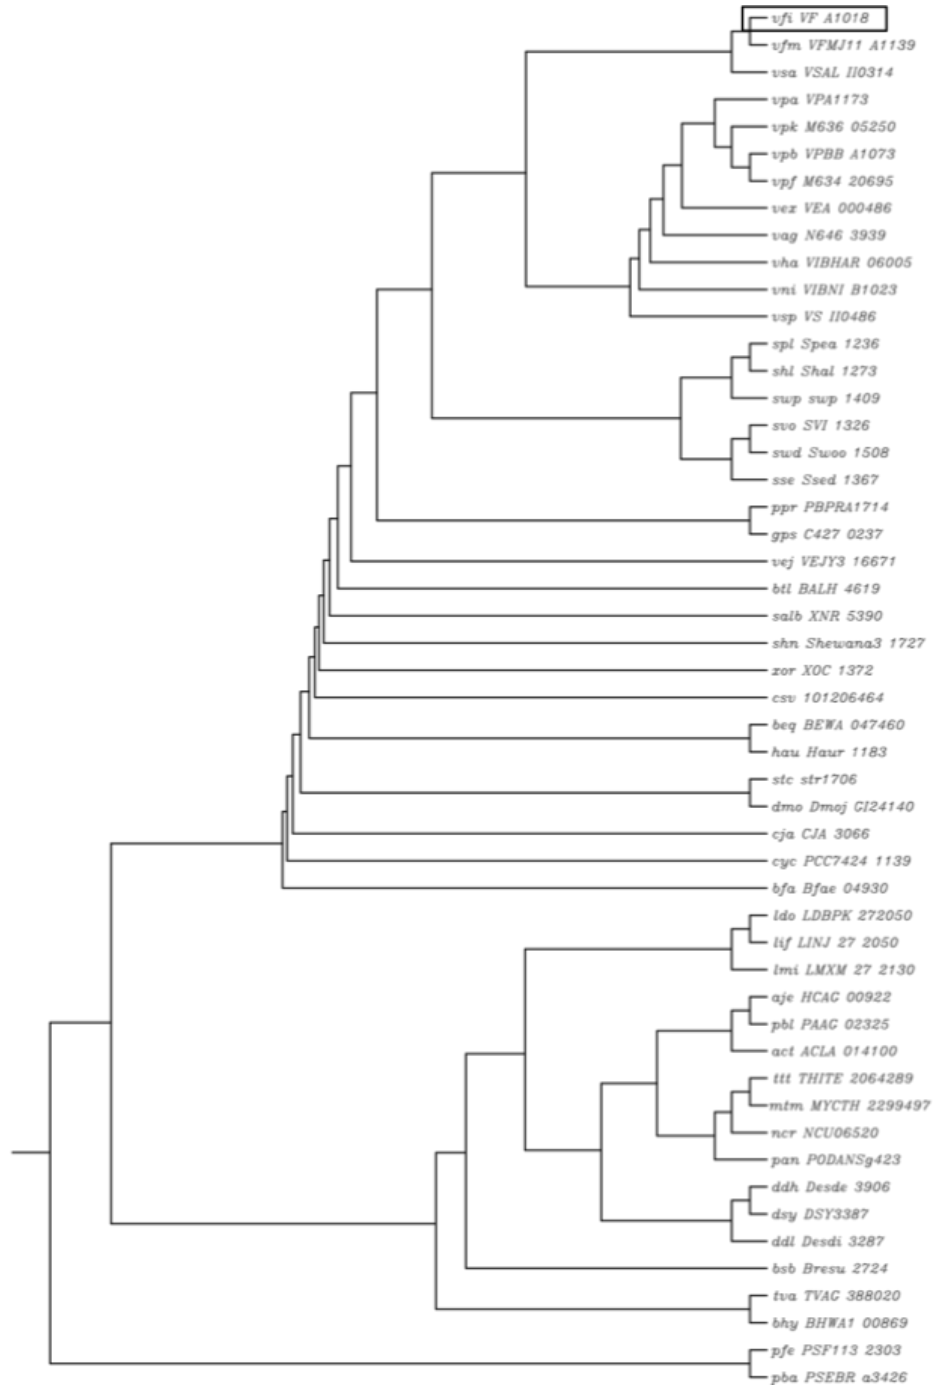 vfi VF A1018
vfm VFMJ11 A1139
vsa VSAL II0314
vpa VPA1173
vpk M636 05250
vpb VPBB A1073
vpf M634 20695
vex VEA 000486
vag N646 3939
vha VIBHAR 06005
vni VIBNI B1023
vsp VS II0486
spl Spea 1236
shl Shal 1273
swp swp 1409
svo SVI 1326
swd Swoo 1508
sse Ssed 1367
ppr PBPRA1714
gps C427 0237
vej VEJY3 16671
btl BALH 4619
salb XNR 5390
shn Shewana3 1727
xor XOC 1372
csv 101206464
beq BEWA 047460
hau Haur 1183
stc str1706
dmo Dmoj GI24140
cja CJA 3066
cyc PCC7424 1139
bfa Bfae 04930
ldo LDBPK 272050
lif LINJ 27 2050
lmi LMXM 27 2130
aje HCAG 00922
pbl PAAG 02325
act ACLA 014100
ttt THITE 2064289
mtm MYCTH 2299497
ncr NCU06520
pan PODANSg423
ddh Desde 3906
dsy DSY3387
ddl Desdi 3287
bsb Bresu 2724
tva TVAG 388020
bhy BHWA1 00869
pfe PSF113 2303
pba PSEBR a3426